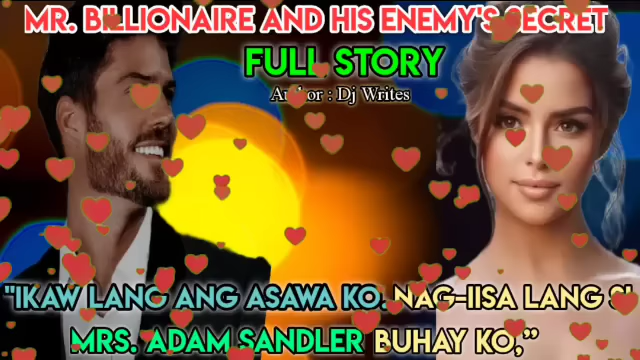 MR. BILLIONAIRE AND HIS ENEMY'S SECRET
FULL STORY
Author : Dj Writes
"IKAW LANG ANG ASAWA KO. NAG-IISA LANG SI
MRS. ADAM SANDLER BUHAY KO,”